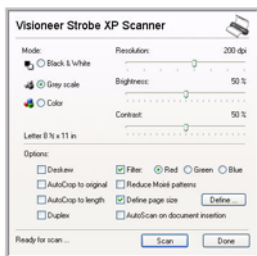 Visioneer Strobe XP Scanner
Mode:
Black & White
Grey scale
Color
Letter 8 ½ x 11 in
Resolution: 200 dpi
Brightness: 50 %
Contrast: 50 %
Options:
Deskew
AutoCrop to original
AutoCrop to length
Duplex
Filter: Red Green Blue
Reduce Moiré patterns
Define page size Define ...
AutoScan on document insertion
Ready for scan ... Scan Done